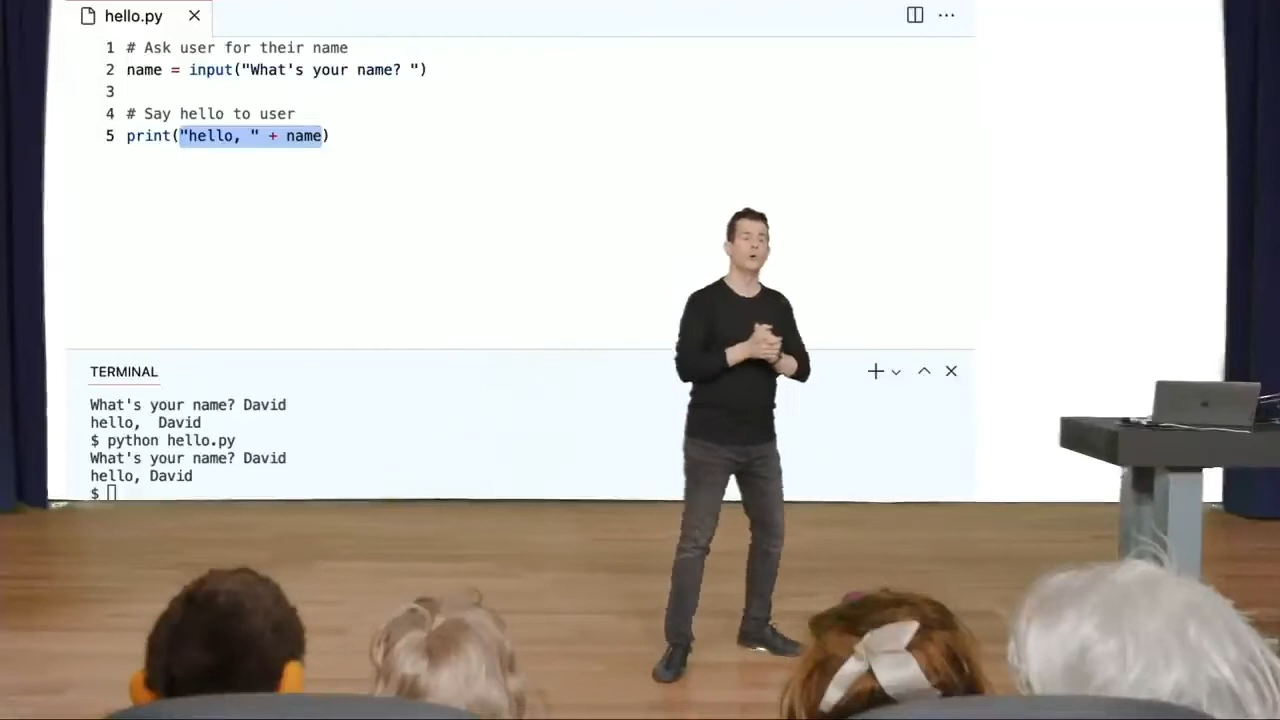 hello.py
1 # Ask user for their name
2 name = input("What's your name? ")
3
4 # Say hello to user
5 print("hello, " + name)
TERMINAL
What's your name? David
hello,  David
$ python hello.py
What's your name? David
hello, David
$